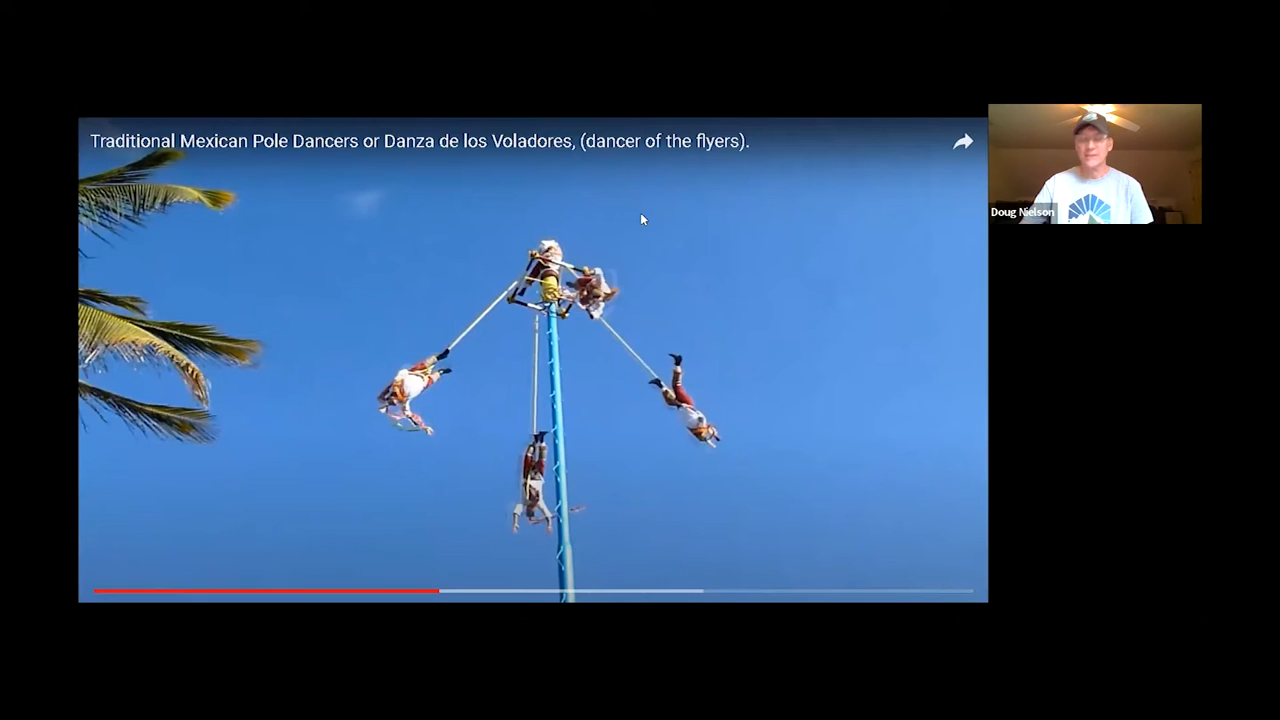 Traditional Mexican Pole Dancers or Danza de los Voladores, (dancer of the flyers).
Doug Nielson